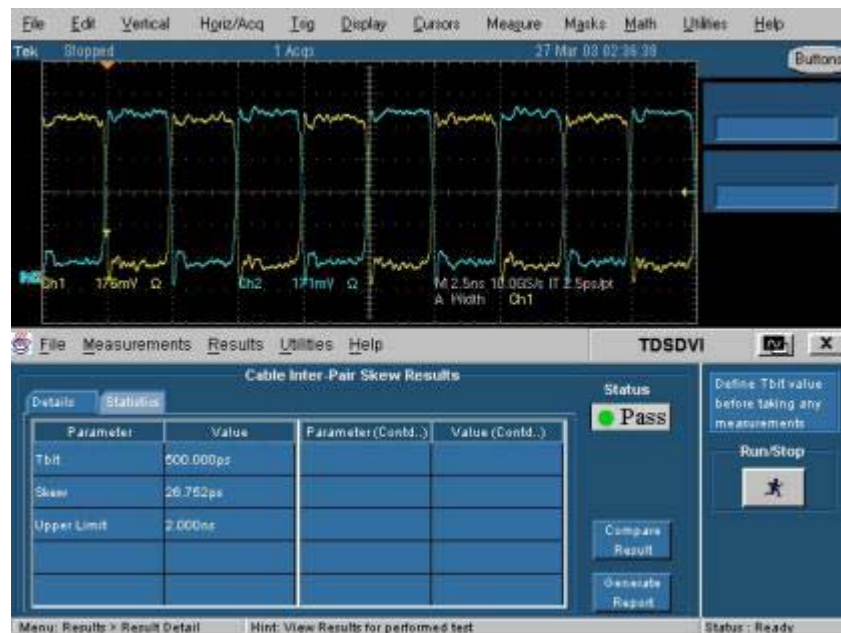 File Edit Vertical Horiz/Acq Trig Display Cursors Measure Masks Math Utilities Help
Tek Stopped 1 Acqs 27 Mar 03 02:36:39
Buttons
Ch1 176mV Ω Ch2 171mV Ω M 2.5ns 10.0GS/s IT 2.5ps/pt
A Width Ch1
File Measurements Results Utilities Help TDSDVI X
Cable Inter-Pair Skew Results
Details Statistics
Status
Pass
Define Tbit value
before taking any
measurements
Parameter Value Parameter(Contd..) Value (Contd..)
Tbit 500.000ps
Skew 26.752ps
Upper Limit 2.000ns
Run/Stop
Compare
Result
Generate
Report
Menu: Results > Result Detail Hint: View Results for performed test Status : Ready